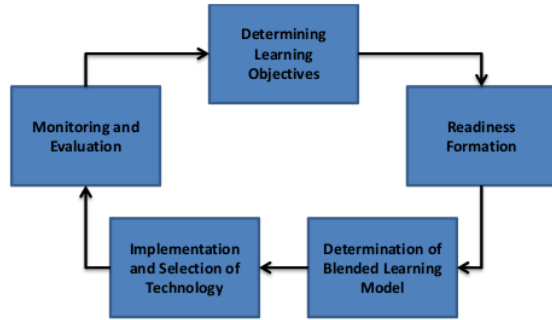 Determining
Learning
Objectives
Monitoring and
Evaluation
Readiness
Formation
Implementation
and Selection of
Technology
Determination of
Blended Learning
Model